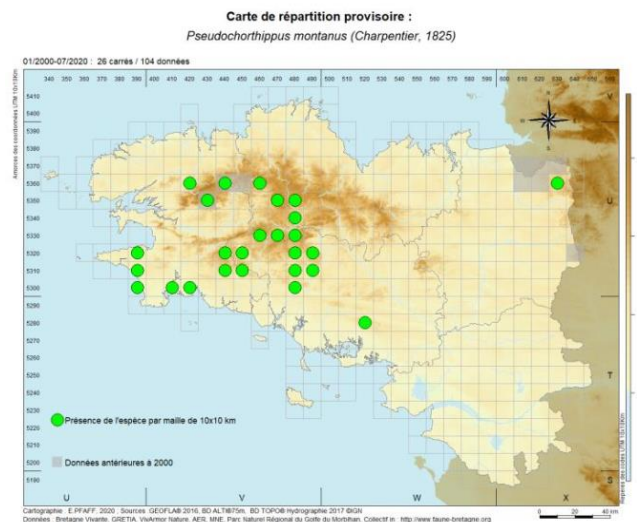 Carte de répartition provisoire :
Pseudochorthippus montanus (Charpentier, 1825)
01/2000-07/2020 : 26 carrés / 104 données
340 350 360 370 380 390 400 410 420 430 440 450 460 470 480 490 500 510 520 530 540 550 560 570 580 590 600 610 620 630 640
V
5410
5400
5390
5380
5370
5360
5350
U
5340
5330
5320
5310
5300
5290
5280
5270
T
5260
5250
5240
5230
Présence de l'espèce par maille de 10x10 km
5220
5210
5200
Données antérieures à 2000
5190
S
U V W X
Cartographie : E.PFAFF, 2020 ; Sources : GEOFLA® 2016, BD ALTI®75m, BD TOPO® Hydrographie 2017 ©IGN
0 20 40 km
Données : Bretagne Vivante, GRETIA, VivArmor Nature, AER, MNE, Parc Naturel Régional du Golfe du Morbihan, Collectif in : http://www.faune-bretagne.org